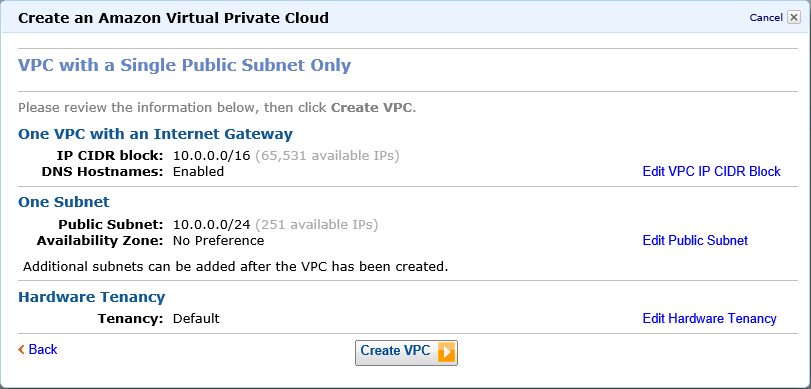 Create an Amazon Virtual Private Cloud Cancel
VPC with a Single Public Subnet Only
Please review the information below, then click Create VPC.
One VPC with an Internet Gateway
IP CIDR block: 10.0.0.0/16 (65,531 available IPs)
DNS Hostnames: Enabled Edit VPC IP CIDR Block
One Subnet
Public Subnet: 10.0.0.0/24 (251 available IPs)
Availability Zone: No Preference Edit Public Subnet
Additional subnets can be added after the VPC has been created.
Hardware Tenancy
Tenancy: Default Edit Hardware Tenancy
Back Create VPC